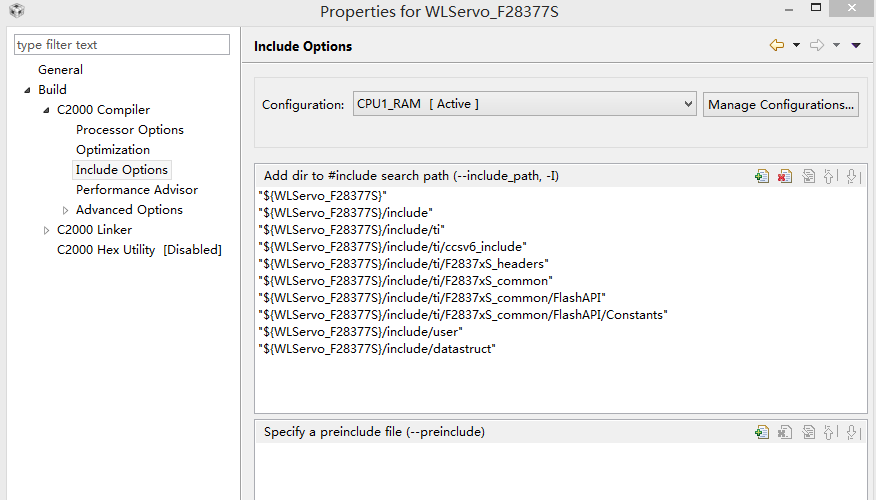 Properties for WLServo_F28377S
type filter text
General
Build
C2000 Compiler
Processor Options
Optimization
Include Options
Performance Advisor
Advanced Options
C2000 Linker
C2000 Hex Utility [Disabled]
Include Options
Configuration: CPU1_RAM [ Active ] Manage Configurations...
Add dir to #include search path (--include_path, -I)
"${WLServo_F28377S}"
"${WLServo_F28377S}/include"
"${WLServo_F28377S}/include/ti"
"${WLServo_F28377S}/include/ti/ccsv6_include"
"${WLServo_F28377S}/include/ti/F2837xS_headers"
"${WLServo_F28377S}/include/ti/F2837xS_common"
"${WLServo_F28377S}/include/ti/F2837xS_common/FlashAPI"
"${WLServo_F28377S}/include/ti/F2837xS_common/FlashAPI/Constants"
"${WLServo_F28377S}/include/user"
"${WLServo_F28377S}/include/datastruct"
Specify a preinclude file (--preinclude)